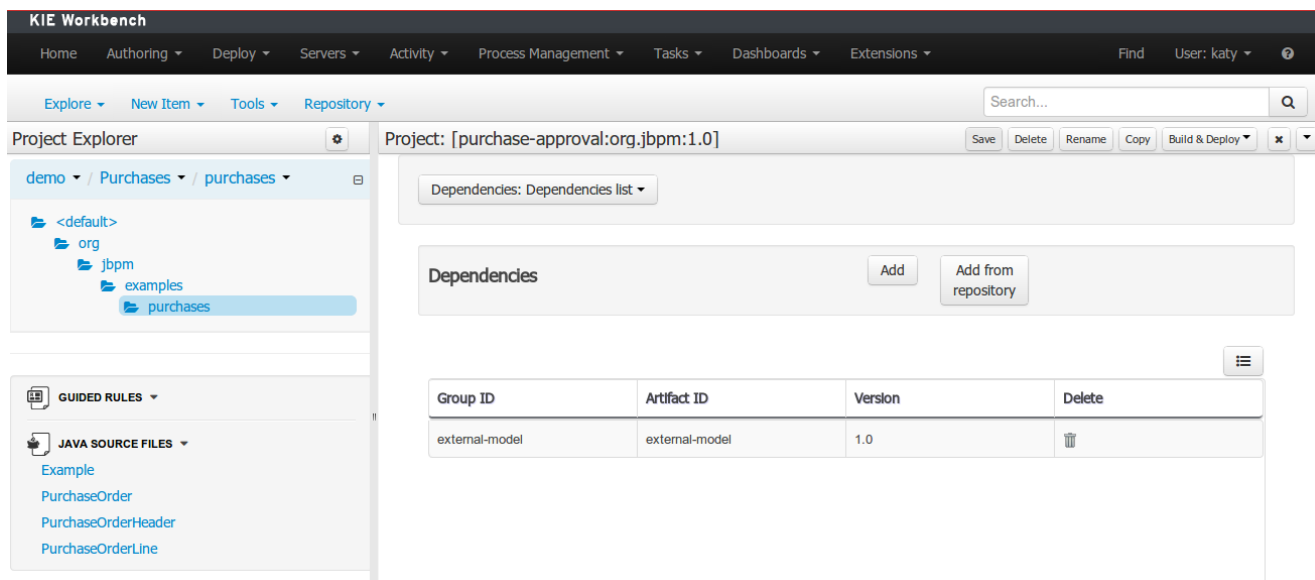 KIE Workbench
Home Authoring Deploy Servers Activity Process Management Tasks Dashboards Extensions Find User: katy ?
Explore New Item Tools Repository Search...
Project Explorer
Project: [purchase-approval:org.jbpm:1.0] Save Delete Rename Copy Build & Deploy
demo / Purchases / purchases
<default>
org
jbpm
examples
purchases
GUIDED RULES
JAVA SOURCE FILES
Example
PurchaseOrder
PurchaseOrderHeader
PurchaseOrderLine
Dependencies: Dependencies list
Dependencies Add Add from
repository
Group ID Artifact ID Version Delete
external-model external-model 1.0